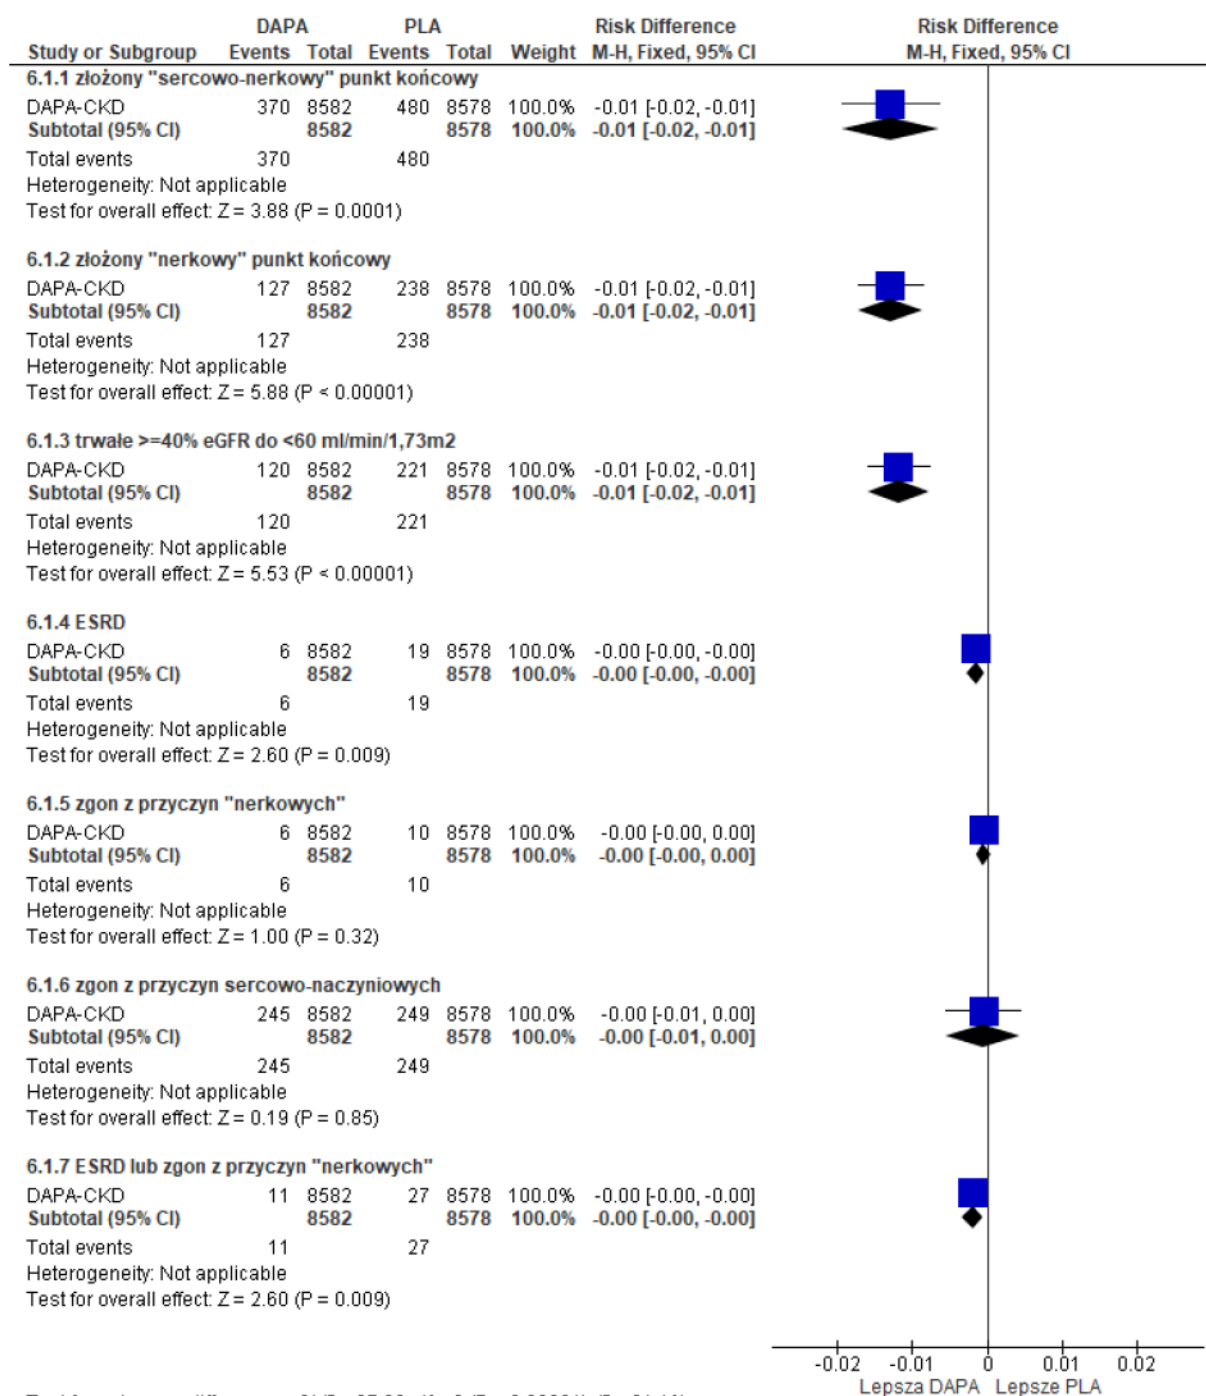 DAPA PLA Risk Difference Risk Difference
Study or Subgroup Events Total Events Total Weight M-H, Fixed, 95% CI M-H, Fixed, 95% CI
6.1.1 złożony "sercowo-nerkowy" punkt końcowy
DAPA-CKD 370 8582 480 8578 100.0% -0.01 [-0.02, -0.01]
Subtotal (95% CI) 8582 8578 100.0% -0.01 [-0.02, -0.01]
Total events 370 480
Heterogeneity: Not applicable
Test for overall effect: Z = 3.88 (P = 0.0001)
6.1.2 złożony "nerkowy" punkt końcowy
DAPA-CKD 127 8582 238 8578 100.0% -0.01 [-0.02, -0.01]
Subtotal (95% CI) 8582 8578 100.0% -0.01 [-0.02, -0.01]
Total events 127 238
Heterogeneity: Not applicable
Test for overall effect: Z = 5.88 (P < 0.00001)
6.1.3 trwałe >=40% eGFR do <60 ml/min/1,73m2
DAPA-CKD 120 8582 221 8578 100.0% -0.01 [-0.02, -0.01]
Subtotal (95% CI) 8582 8578 100.0% -0.01 [-0.02, -0.01]
Total events 120 221
Heterogeneity: Not applicable
Test for overall effect: Z = 5.53 (P < 0.00001)
6.1.4 ESRD
DAPA-CKD 6 8582 19 8578 100.0% -0.00 [-0.00, -0.00]
Subtotal (95% CI) 8582 8578 100.0% -0.00 [-0.00, -0.00]
Total events 6 19
Heterogeneity: Not applicable
Test for overall effect: Z = 2.60 (P = 0.009)
6.1.5 zgon z przyczyn "nerkowych"
DAPA-CKD 6 8582 10 8578 100.0% -0.00 [-0.00, 0.00]
Subtotal (95% CI) 8582 8578 100.0% -0.00 [-0.00, 0.00]
Total events 6 10
Heterogeneity: Not applicable
Test for overall effect: Z = 1.00 (P = 0.32)
6.1.6 zgon z przyczyn sercowo-naczyniowych
DAPA-CKD 245 8582 249 8578 100.0% -0.00 [-0.01, 0.00]
Subtotal (95% CI) 8582 8578 100.0% -0.00 [-0.01, 0.00]
Total events 245 249
Heterogeneity: Not applicable
Test for overall effect: Z = 0.19 (P = 0.85)
6.1.7 ESRD lub zgon z przyczyn "nerkowych"
DAPA-CKD 11 8582 27 8578 100.0% -0.00 [-0.00, -0.00]
Subtotal (95% CI) 8582 8578 100.0% -0.00 [-0.00, -0.00]
Total events 11 27
Heterogeneity: Not applicable
Test for overall effect: Z = 2.60 (P = 0.009)
-0.02 -0.01 0 0.01 0.02
Lepsza DAPA Lepsze PLA